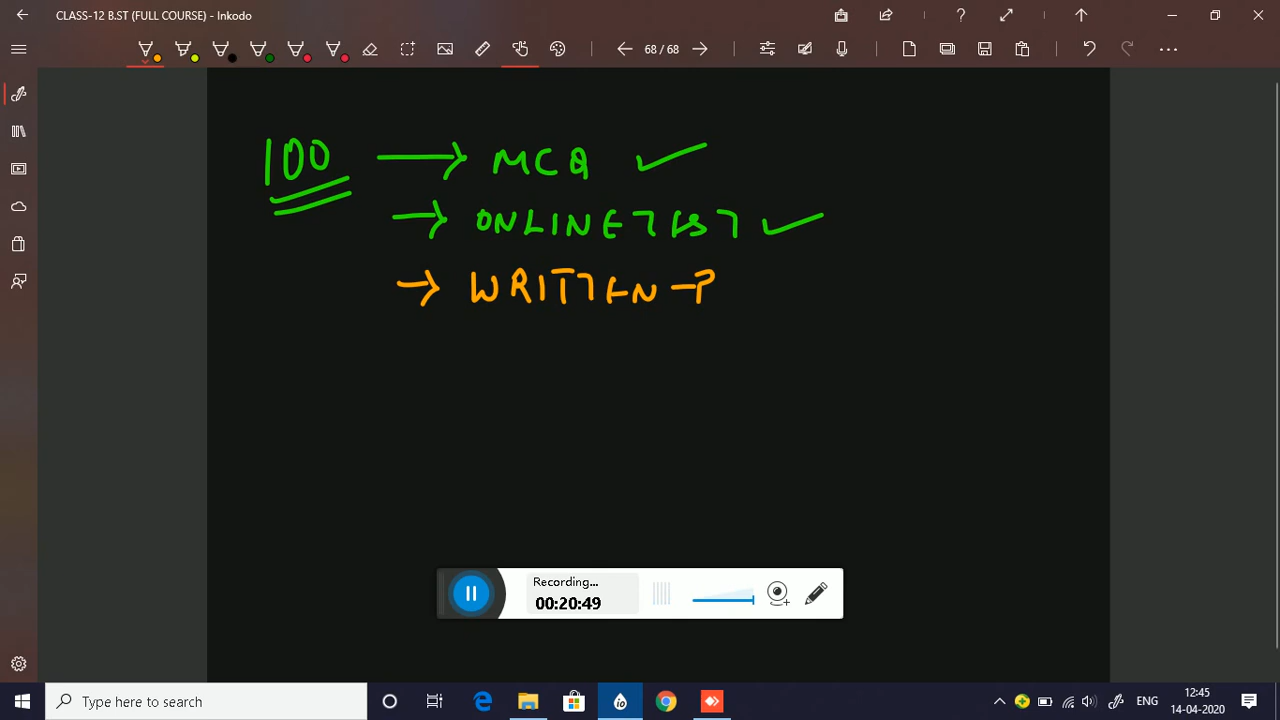 CLASS-12 B.ST (FULL COURSE) - Inkodo
68 / 68
100 → MCQ ✓
→ ONLINE TEST ✓
→ WRITTEN → P
Recording...
00:20:49
Type here to search
ENG
12:45
14-04-2020